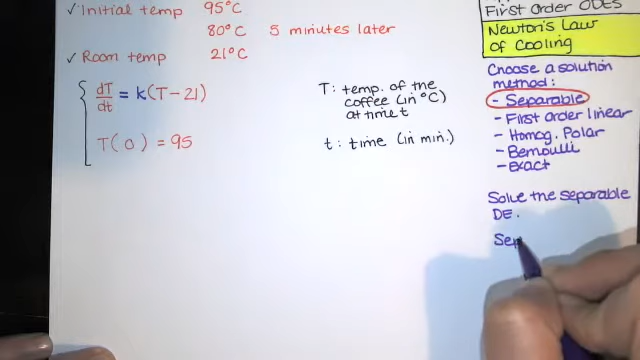 ✓ Initial temp 95°C
80°C 5 minutes later
✓ Room temp 21°C
dT/dt = k(T-21)
T(0) = 95
T: temp. of the
coffee (in °C)
at time t
t: time (in min.)
First Order ODEs
Newton's Law
of Cooling
Choose a solution
method:
- Separable
- First Order linear
- Homog. Polar
- Bernoulli
- Exact
Solve the separable
DE.
Sep